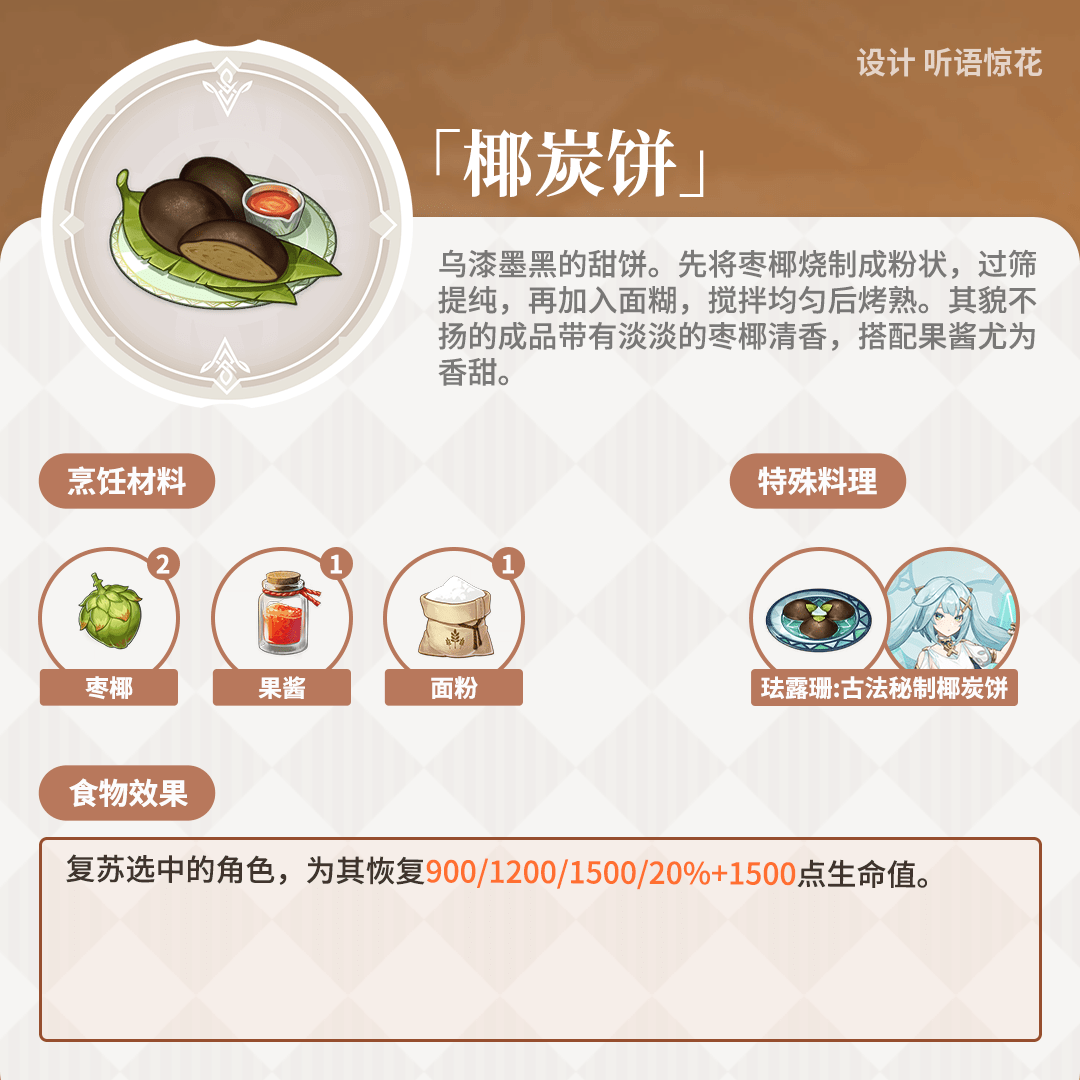 设计 听语惊花
「椰炭饼」
乌漆墨黑的甜饼。先将枣椰烧制成粉状，过筛
提纯，再加入面糊，搅拌均匀后烤熟。其貌不
扬的成品带有淡淡的枣椰清香，搭配果酱尤为
香甜。
烹饪材料
特殊料理
2
1
1
枣椰
果酱
面粉
珐露珊:古法秘制椰炭饼
食物效果
复苏选中的角色，为其恢复900/1200/1500/20%+1500点生命值。